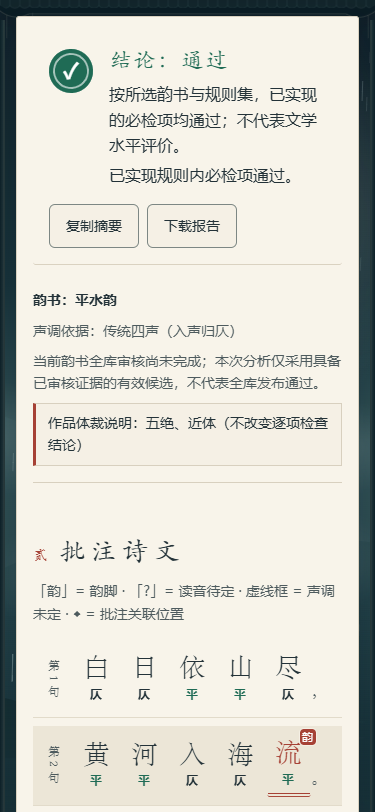 结论：通过
按所选韵书与规则集，已实现
的必检项均通过；不代表文学
水平评价。
已实现规则内必检项通过。
复制摘要 下载报告
韵书：平水韵
声调依据：传统四声（入声归仄）
当前韵书全库审核尚未完成；本次分析仅采用具备
已审核证据的有效候选，不代表全库发布通过。
作品体裁说明：五绝、近体（不改变逐项检查
结论）
贰 批注诗文
「韵」= 韵脚 · 「?」= 读音待定 · 虚线框 = 声调
未定 · ◆ = 批注关联位置
第1句 白 日 依 山 尽 ，
仄 仄 平 平 仄
第2句 黄 河 入 海 流 韵 。
平 平 仄 仄 平